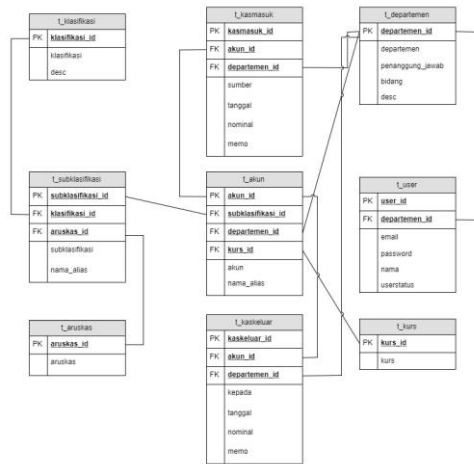 t_klasifikasi
PK klasifikasi_id
klasifikasi
desc
t_kasmasuk
PK kasmasuk_id
FK akun_id
FK departemen_id
sumber
tanggal
nominal
memo
t_departemen
PK departemen_id
departemen
penanggung_jawab
bidang
desc
t_subklasifikasi
PK subklasifikasi_id
FK klasifikasi_id
FK aruskas_id
subklasifikasi
nama_alias
t_akun
PK akun_id
FK subklasifikasi_id
FK departemen_id
FK kurs_id
akun
nama_alias
t_user
PK user_id
FK departemen_id
email
password
nama
userstatus
t_aruskas
PK aruskas_id
aruskas
t_kaskeluar
PK kaskeluar_id
FK akun_id
FK departemen_id
kepada
tanggal
nominal
memo
t_kurs
PK kurs_id
kurs